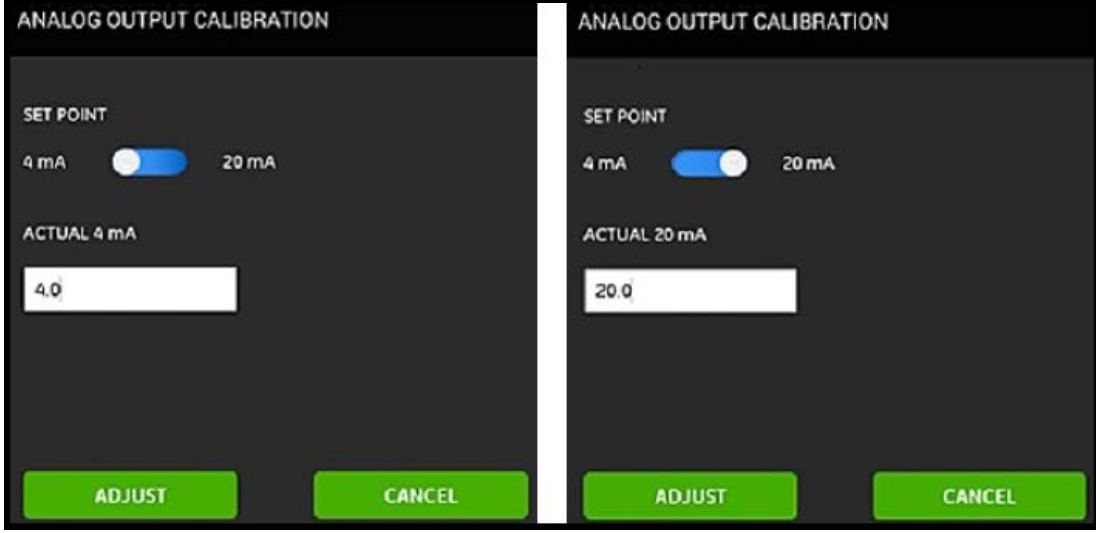 ANALOG OUTPUT CALIBRATION
SET POINT
4 mA 20 mA
ACTUAL 4 mA
4.0
ADJUST CANCEL
ANALOG OUTPUT CALIBRATION
SET POINT
4 mA 20 mA
ACTUAL 20 mA
20.0
ADJUST CANCEL